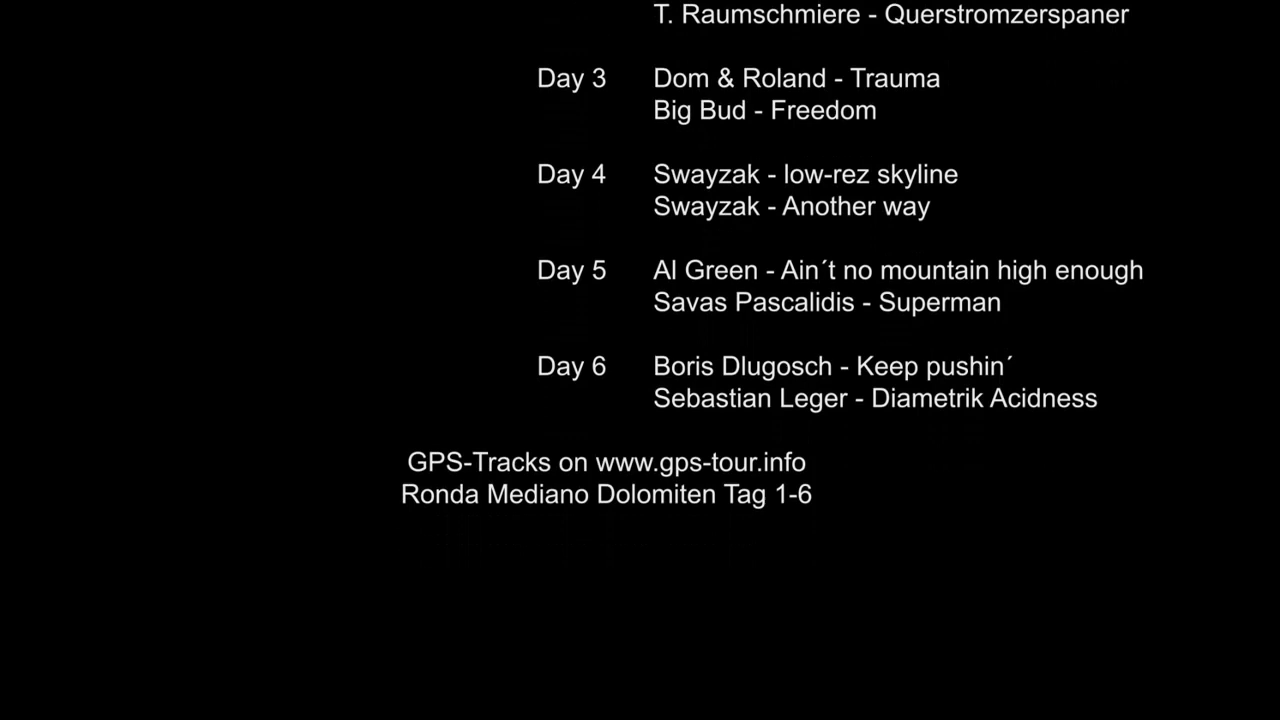 T. Raumschmiere - Querstromzerspaner
Day 3 Dom & Roland - Trauma
Big Bud - Freedom
Day 4 Swayzak - low-rez skyline
Swayzak - Another way
Day 5 Al Green - Ain´t no mountain high enough
Savas Pascalidis - Superman
Day 6 Boris Dlugosch - Keep pushin´
Sebastian Leger - Diametrik Acidness
GPS-Tracks on www.gps-tour.info
Ronda Mediano Dolomiten Tag 1-6